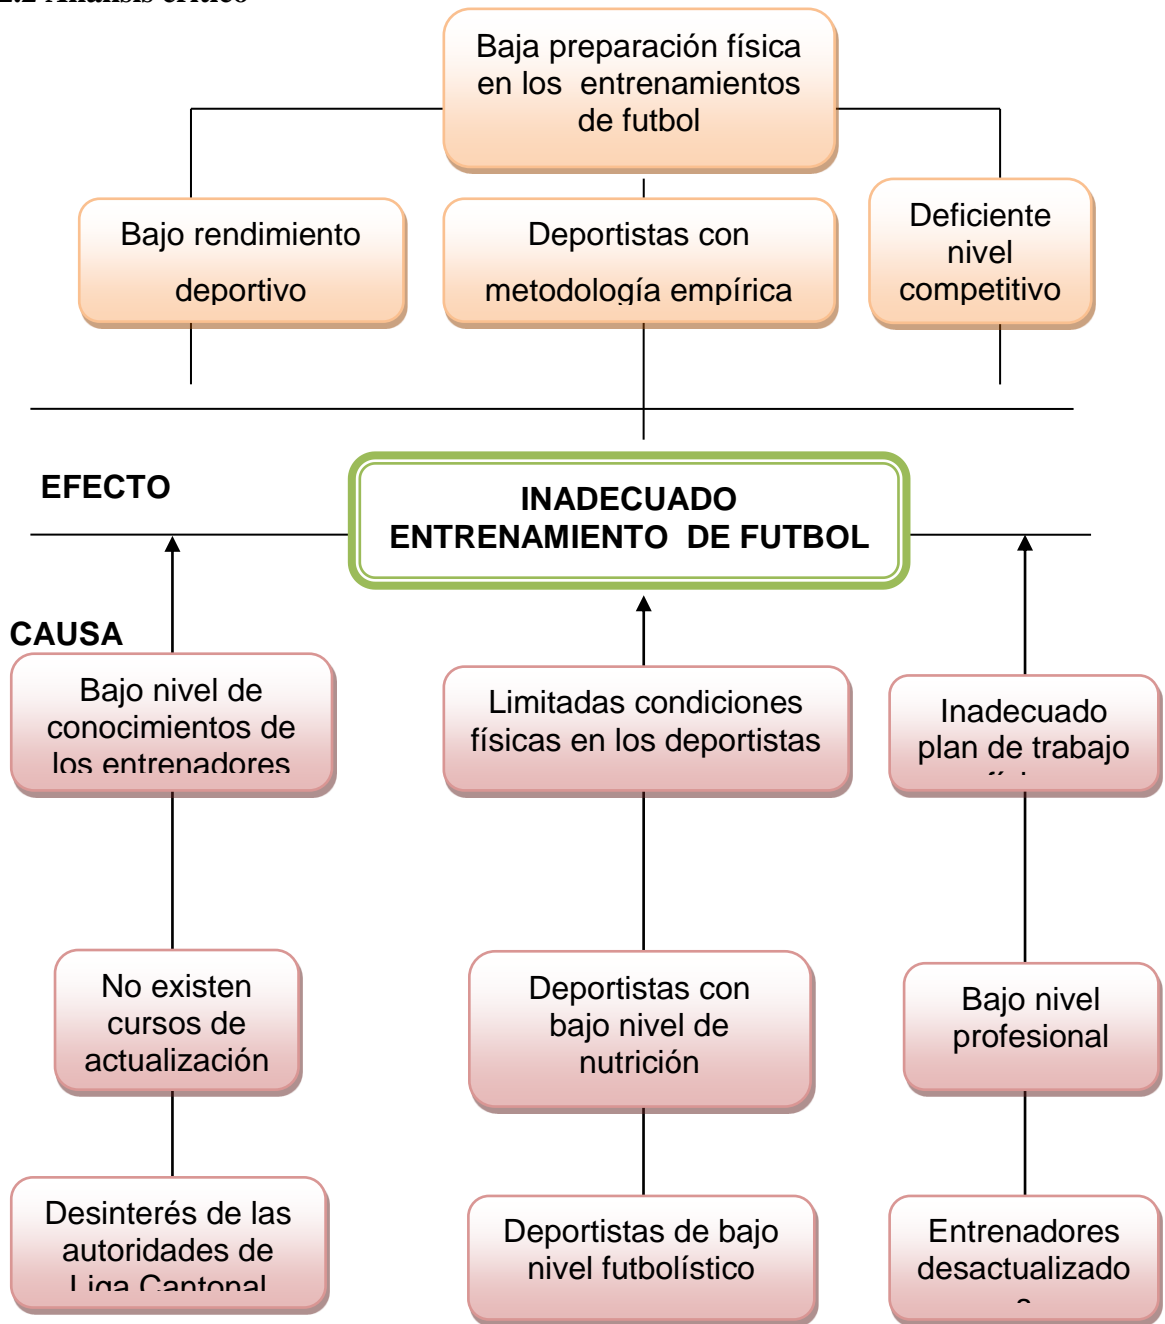 Baja preparación física
en los entrenamientos
de futbol
Bajo rendimiento
deportivo
Deportistas con
metodología empírica
Deficiente
nivel
competitivo
EFECTO
INADECUADO
ENTRENAMIENTO DE FUTBOL
CAUSA
Bajo nivel de
conocimientos de
los entrenadores
Limitadas condiciones
físicas en los deportistas
Inadecuado
plan de trabajo
No existen
cursos de
actualización
Deportistas con
bajo nivel de
nutrición
Bajo nivel
profesional
Desinterés de las
autoridades de
Liga Cantonal
Deportistas de bajo
nivel futbolístico
Entrenadores
desactualizado